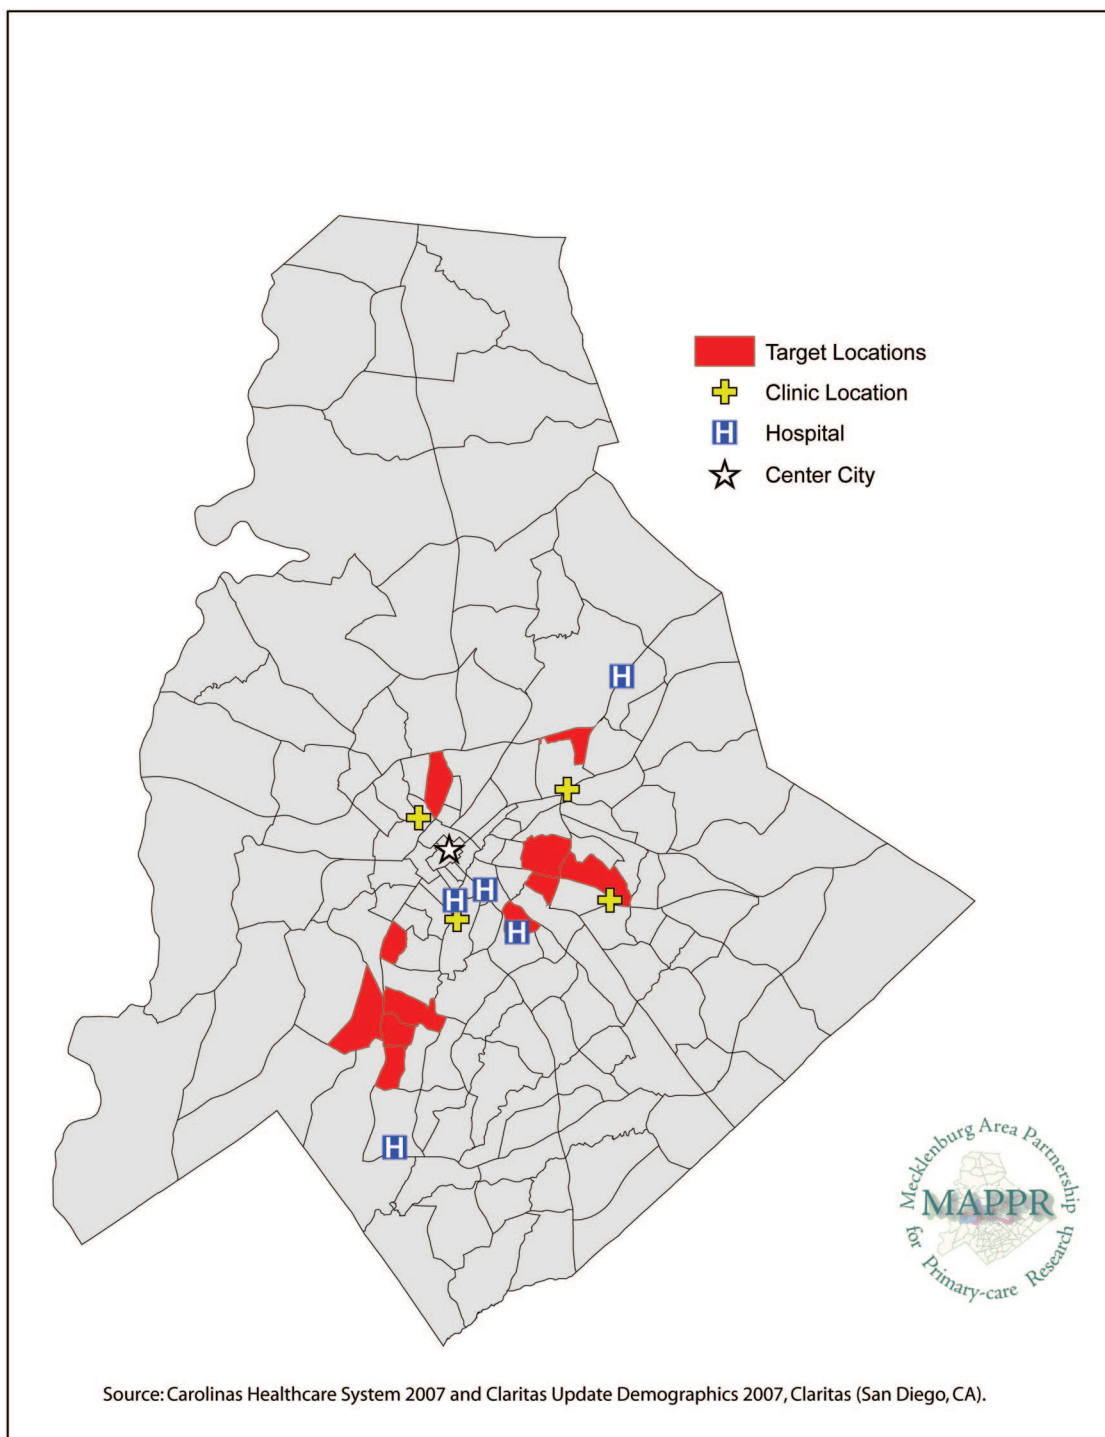 Target Locations
Clinic Location
H Hospital
Center City
H
H
H
H
H
Mecklenburg Area Partnership
MAPPR
for Primary-care Research
Source: Carolinas Healthcare System 2007 and Claritas Update Demographics 2007, Claritas (San Diego, CA).